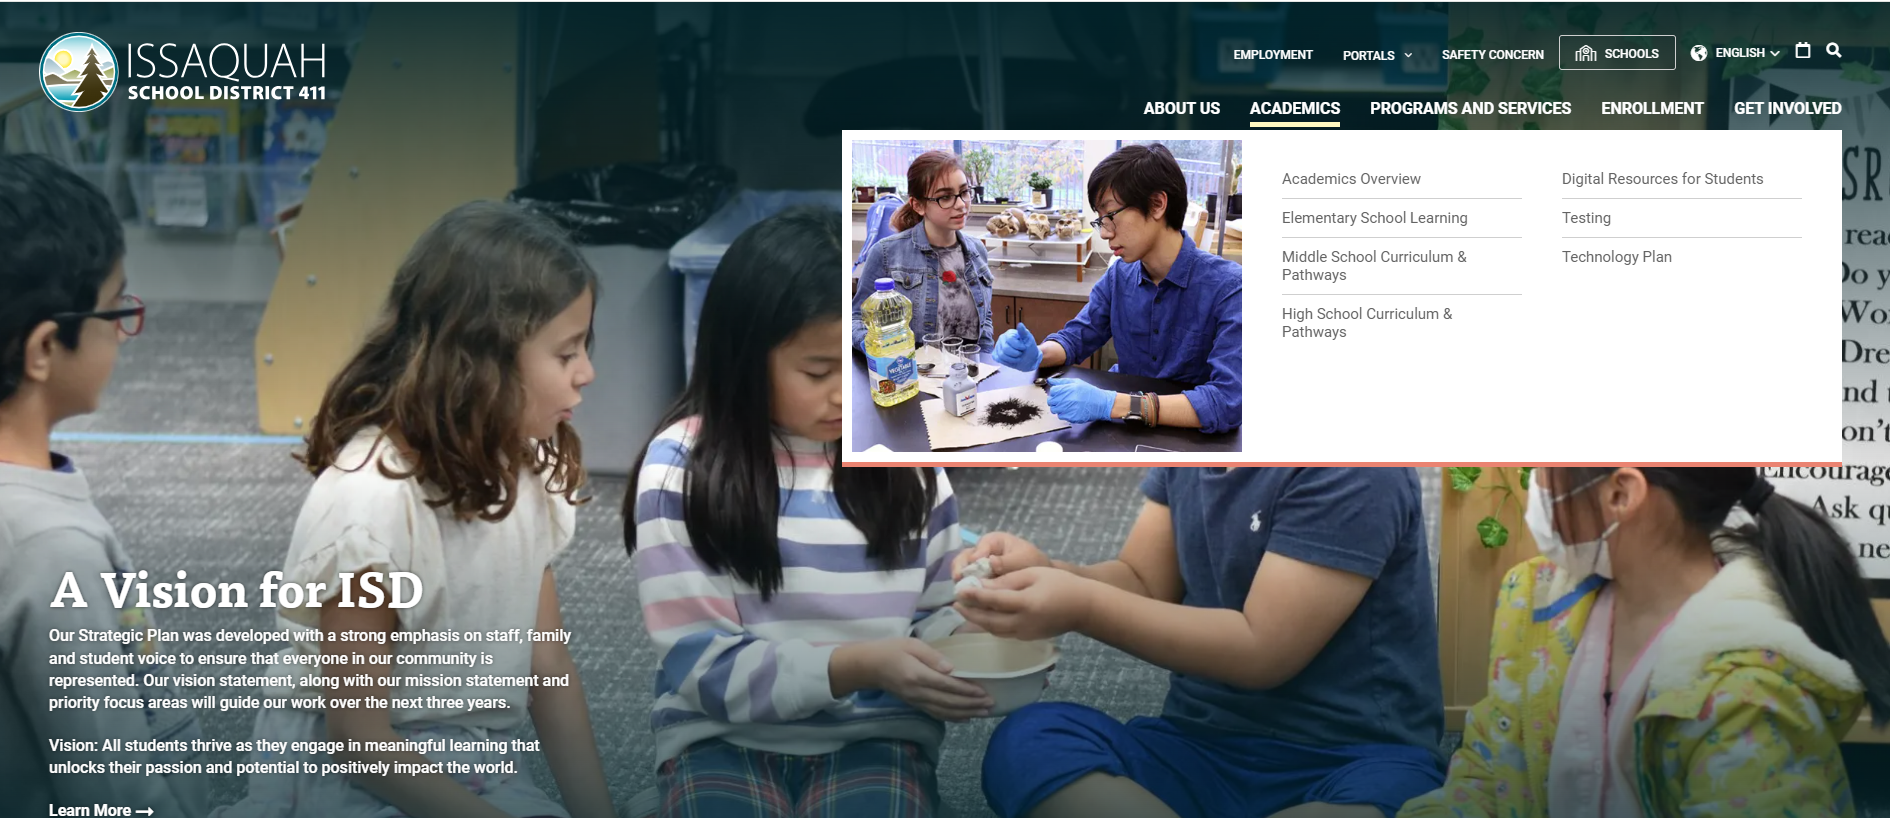 ISSAQUAH
SCHOOL DISTRICT 411
EMPLOYMENT
PORTALS
SAFETY CONCERN
SCHOOLS
ENGLISH
ABOUT US
ACADEMICS
PROGRAMS AND SERVICES
ENROLLMENT
GET INVOLVED
Academics Overview
Elementary School Learning
Middle School Curriculum &
Pathways
High School Curriculum &
Pathways
Digital Resources for Students
Testing
Technology Plan
Encourage
Ask
A Vision for ISD
Our Strategic Plan was developed with a strong emphasis on staff, family
and student voice to ensure that everyone in our community is
represented. Our vision statement, along with our mission statement and
priority focus areas will guide our work over the next three years.
Vision: All students thrive as they engage in meaningful learning that
unlocks their passion and potential to positively impact the world.
Learn More →